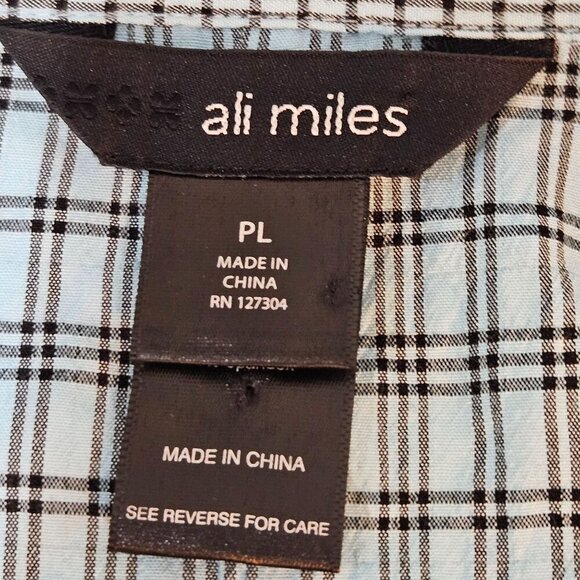 ali miles
PL
MADE IN
CHINA
RN 127304
MADE IN CHINA
SEE REVERSE FOR CARE